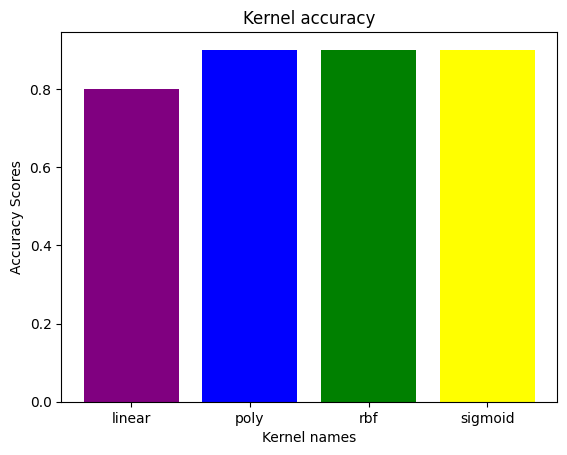 Kernel accuracy
Accuracy Scores
0.8
0.6
0.4
0.2
0.0
linear poly rbf sigmoid
Kernel names